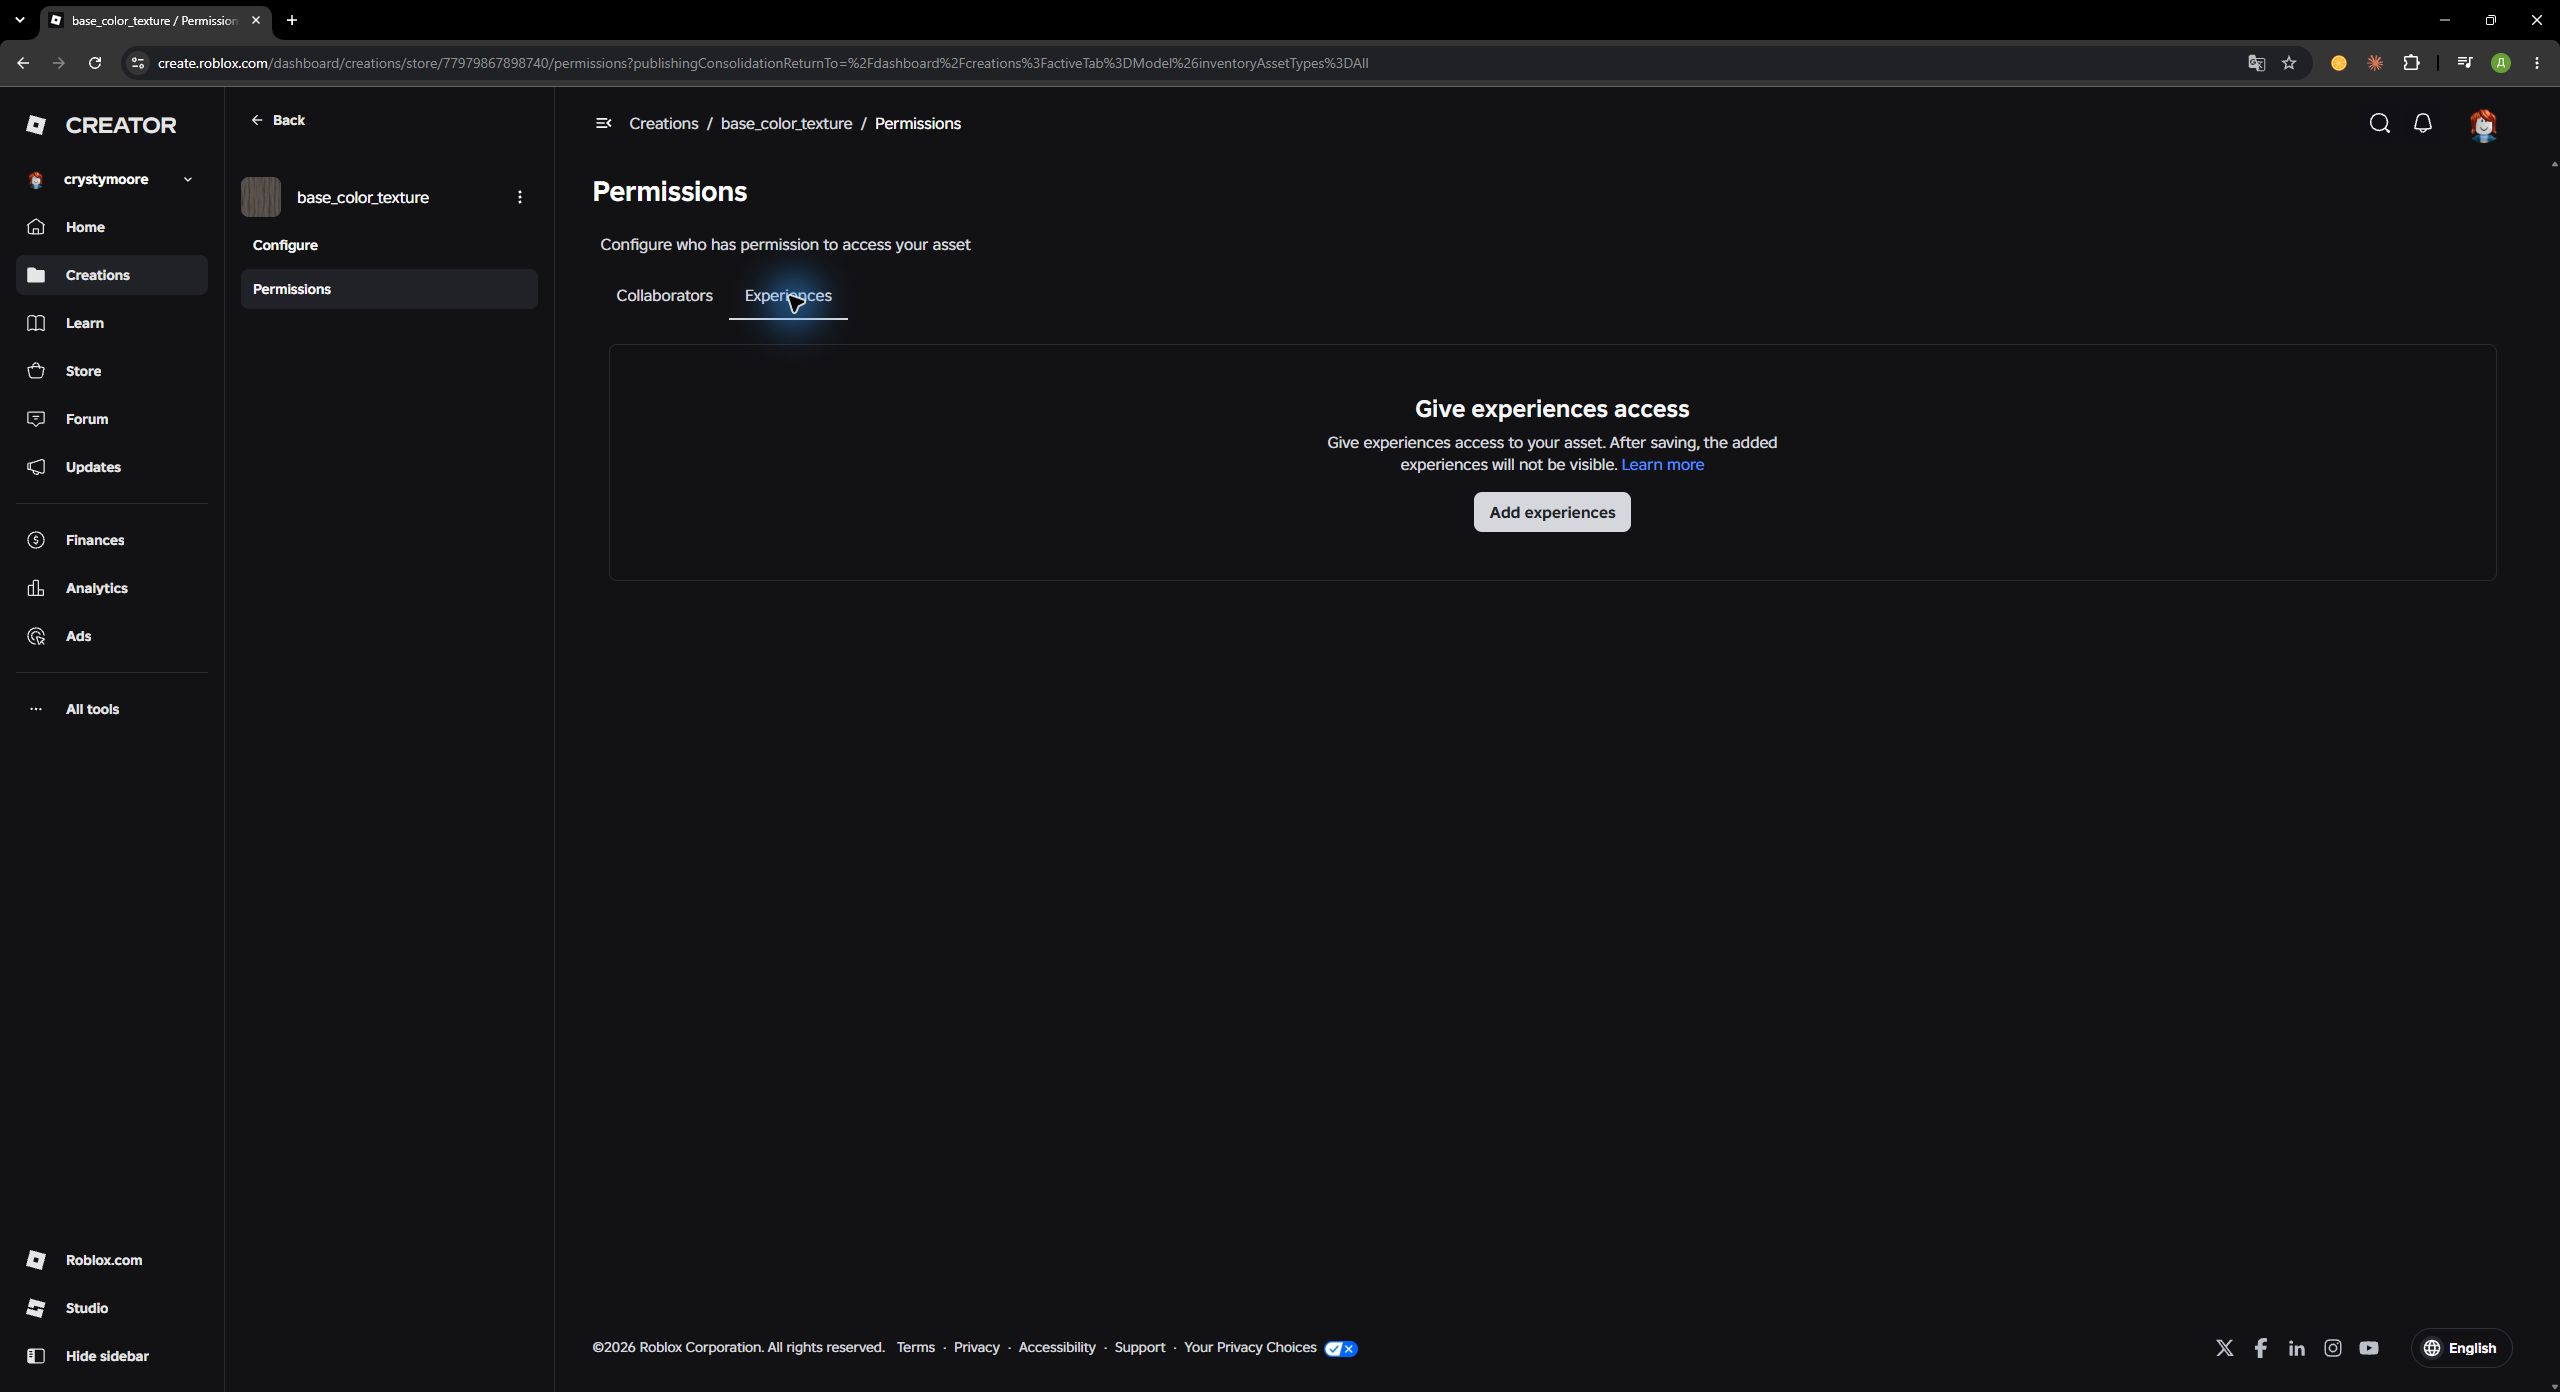 base_color_texture / Permission
create.roblox.com/dashboard/creations/store/77979867898740/permissions?publishingConsolidationReturnTo=%2Fdashboard%2Fcreations%3FactiveTab%3DModel%26inventoryAssetTypes%3DAll
Д
CREATOR
crystymoore
Home
Creations
Learn
Store
Forum
Updates
Finances
Analytics
Ads
All tools
Roblox.com
Studio
Hide sidebar
Back
base_color_texture
Configure
Permissions
Creations / base_color_texture / Permissions
Permissions
Configure who has permission to access your asset
Collaborators Experiences
Give experiences access
Give experiences access to your asset. After saving, the added
experiences will not be visible. Learn more
Add experiences
©2026 Roblox Corporation. All rights reserved. Terms · Privacy · Accessibility · Support · Your Privacy Choices
English